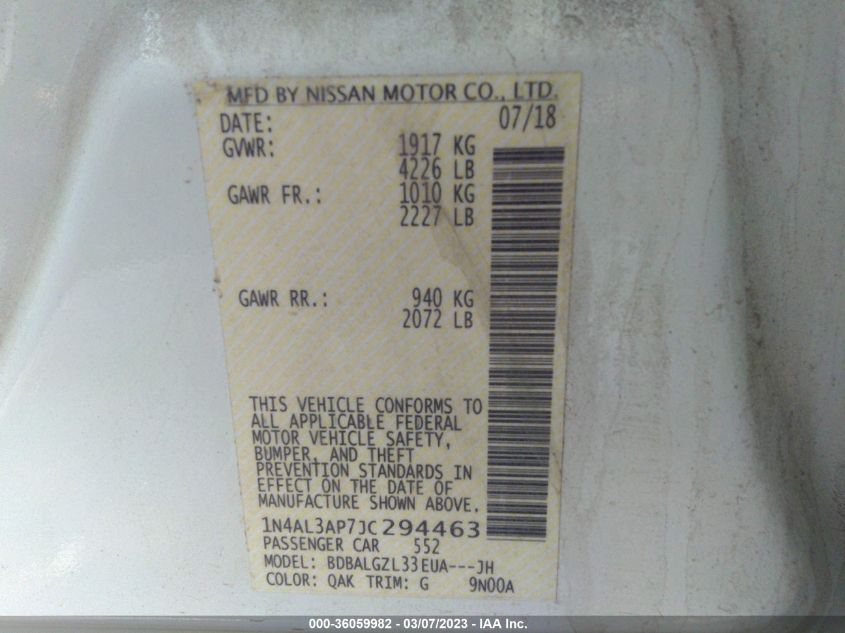 MFD BY NISSAN MOTOR CO., LTD.
DATE: 07/18
GVWR: 1917 KG
4226 LB
GAWR FR.: 1010 KG
2227 LB
GAWR RR.: 940 KG
2072 LB
THIS VEHICLE CONFORMS TO
ALL APPLICABLE FEDERAL
MOTOR VEHICLE SAFETY,
BUMPER, AND THEFT
PREVENTION STANDARDS IN
EFFECT ON THE DATE OF
MANUFACTURE SHOWN ABOVE.
1N4AL3AP7JC294463
PASSENGER CAR 552
MODEL: BDBALGZL33EUA---JH
COLOR: QAK TRIM: G 9N00A
000-36059982 - 03/07/2023 - IAA Inc.